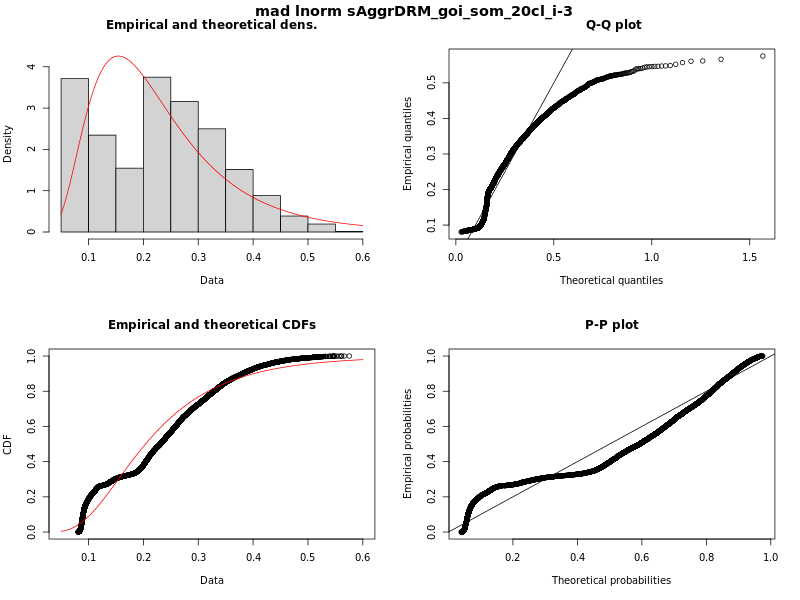 mad lnorm sAggrDRM_goi_som_20cl_i-3
Empirical and theoretical dens.
Density
0 1 2 3 4
0.1 0.2 0.3 0.4 0.5 0.6
Data
Q-Q plot
Empirical quantiles
0.1 0.2 0.3 0.4 0.5
0.0 0.5 1.0 1.5
Theoretical quantiles
Empirical and theoretical CDFs
CDF
0.0 0.2 0.4 0.6 0.8 1.0
0.1 0.2 0.3 0.4 0.5 0.6
Data
P-P plot
Empirical probabilities
0.0 0.2 0.4 0.6 0.8 1.0
0.2 0.4 0.6 0.8 1.0
Theoretical probabilities